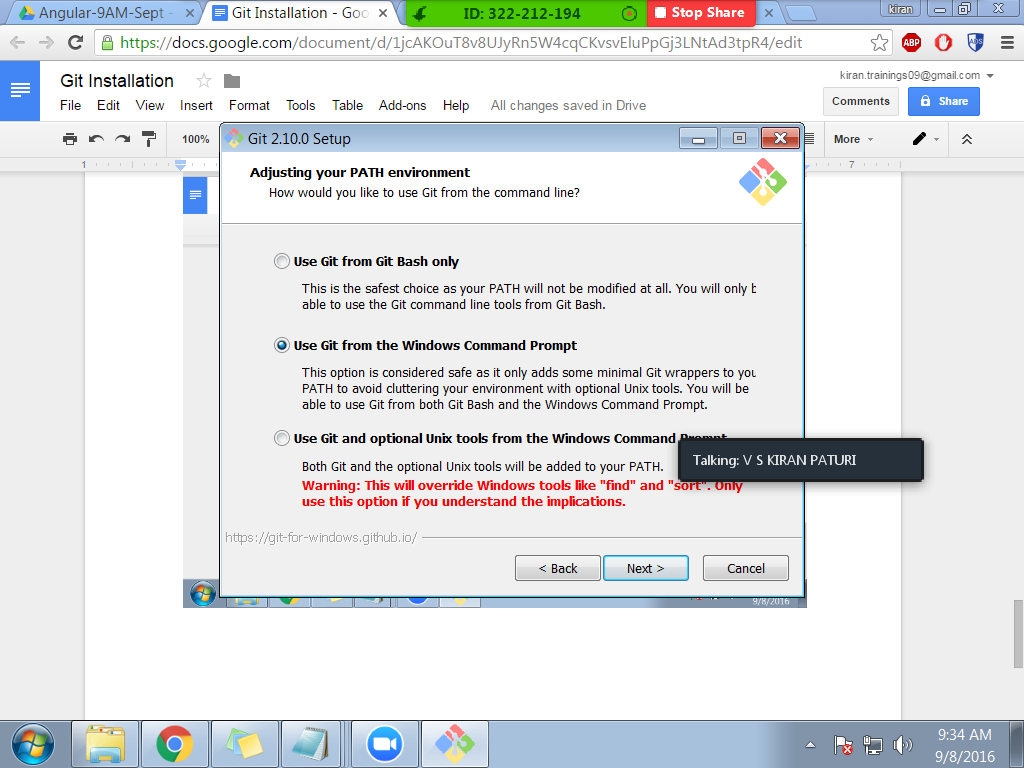 Angular-9AM-Sept -
Git Installation - Goo
ID: 322-212-194
Stop Share
kiran
https://docs.google.com/document/d/1jcAKOuT8v8UJyRn5W4cqCKvsvEluPpGj3LNtAd3tpR4/edit
ABP
ADS
Git Installation
kiran.trainings09@gmail.com
File Edit View Insert Format Tools Table Add-ons Help All changes saved in Drive
Comments
Share
100%
More
1
7
Git 2.10.0 Setup
Adjusting your PATH environment
How would you like to use Git from the command line?
Use Git from Git Bash only
This is the safest choice as your PATH will not be modified at all. You will only b
able to use the Git command line tools from Git Bash.
Use Git from the Windows Command Prompt
This option is considered safe as it only adds some minimal Git wrappers to you
PATH to avoid cluttering your environment with optional Unix tools. You will be
able to use Git from both Git Bash and the Windows Command Prompt.
Use Git and optional Unix tools from the Windows Command Prompt
Talking: V S KIRAN PATURI
Both Git and the optional Unix tools will be added to your PATH.
Warning: This will override Windows tools like "find" and "sort". Only
use this option if you understand the implications.
https://git-for-windows.github.io/
< Back
Next >
Cancel
9/8/2016
9:34 AM
9/8/2016